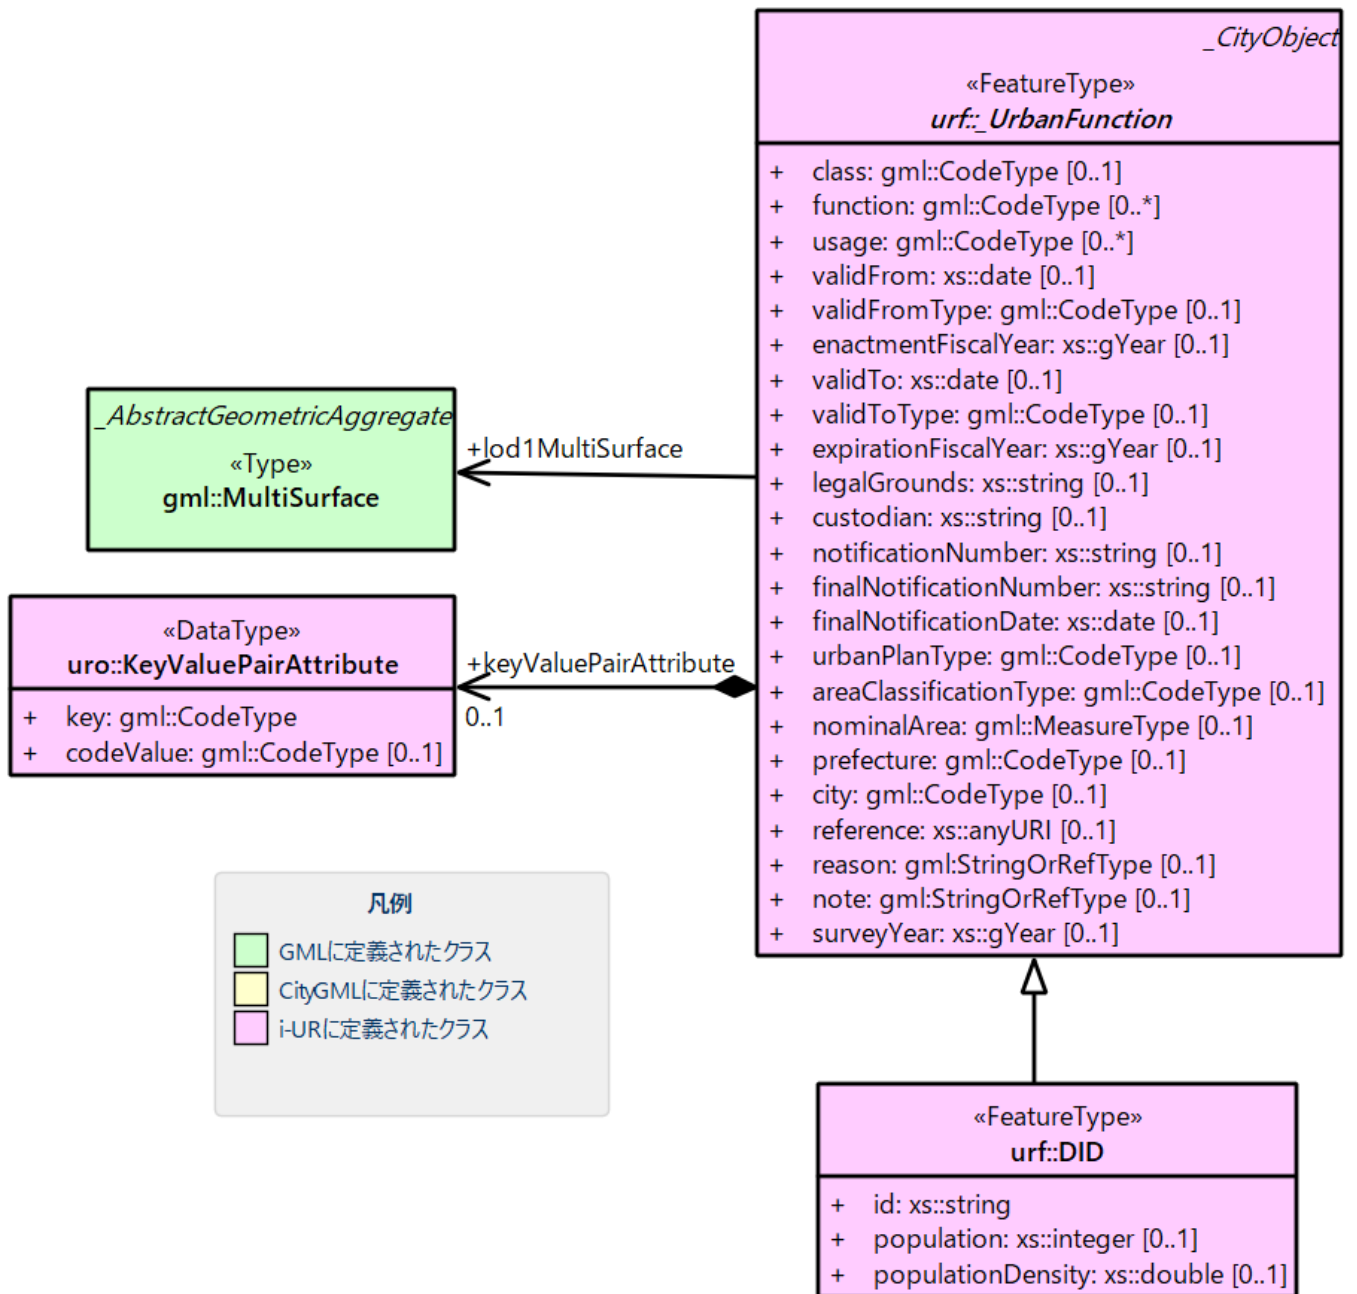 _CityObject
«FeatureType»
urf::_UrbanFunction
+ class: gml::CodeType [0..1]
+ function: gml::CodeType [0..*]
+ usage: gml::CodeType [0..*]
+ validFrom: xs::date [0..1]
+ validFromType: gml::CodeType [0..1]
+ enactmentFiscalYear: xs::gYear [0..1]
+ validTo: xs::date [0..1]
+ validToType: gml::CodeType [0..1]
+ expirationFiscalYear: xs::gYear [0..1]
+ legalGrounds: xs::string [0..1]
+ custodian: xs::string [0..1]
+ notificationNumber: xs::string [0..1]
+ finalNotificationNumber: xs::string [0..1]
+ finalNotificationDate: xs::date [0..1]
+ urbanPlanType: gml::CodeType [0..1]
+ areaClassificationType: gml::CodeType [0..1]
+ nominalArea: gml::MeasureType [0..1]
+ prefecture: gml::CodeType [0..1]
+ city: gml::CodeType [0..1]
+ reference: xs::anyURI [0..1]
+ reason: gml:StringOrRefType [0..1]
+ note: gml:StringOrRefType [0..1]
+ surveyYear: xs::gYear [0..1]
_AbstractGeometricAggregate
«Type»
gml::MultiSurface
+lod1MultiSurface
«DataType»
uro::KeyValuePairAttribute
+ key: gml::CodeType
+ codeValue: gml::CodeType [0..1]
+keyValuePairAttribute
0..1
凡例
GMLに定義されたクラス
CityGMLに定義されたクラス
i-URに定義されたクラス
«FeatureType»
urf::DID
+ id: xs::string
+ population: xs::integer [0..1]
+ populationDensity: xs::double [0..1]